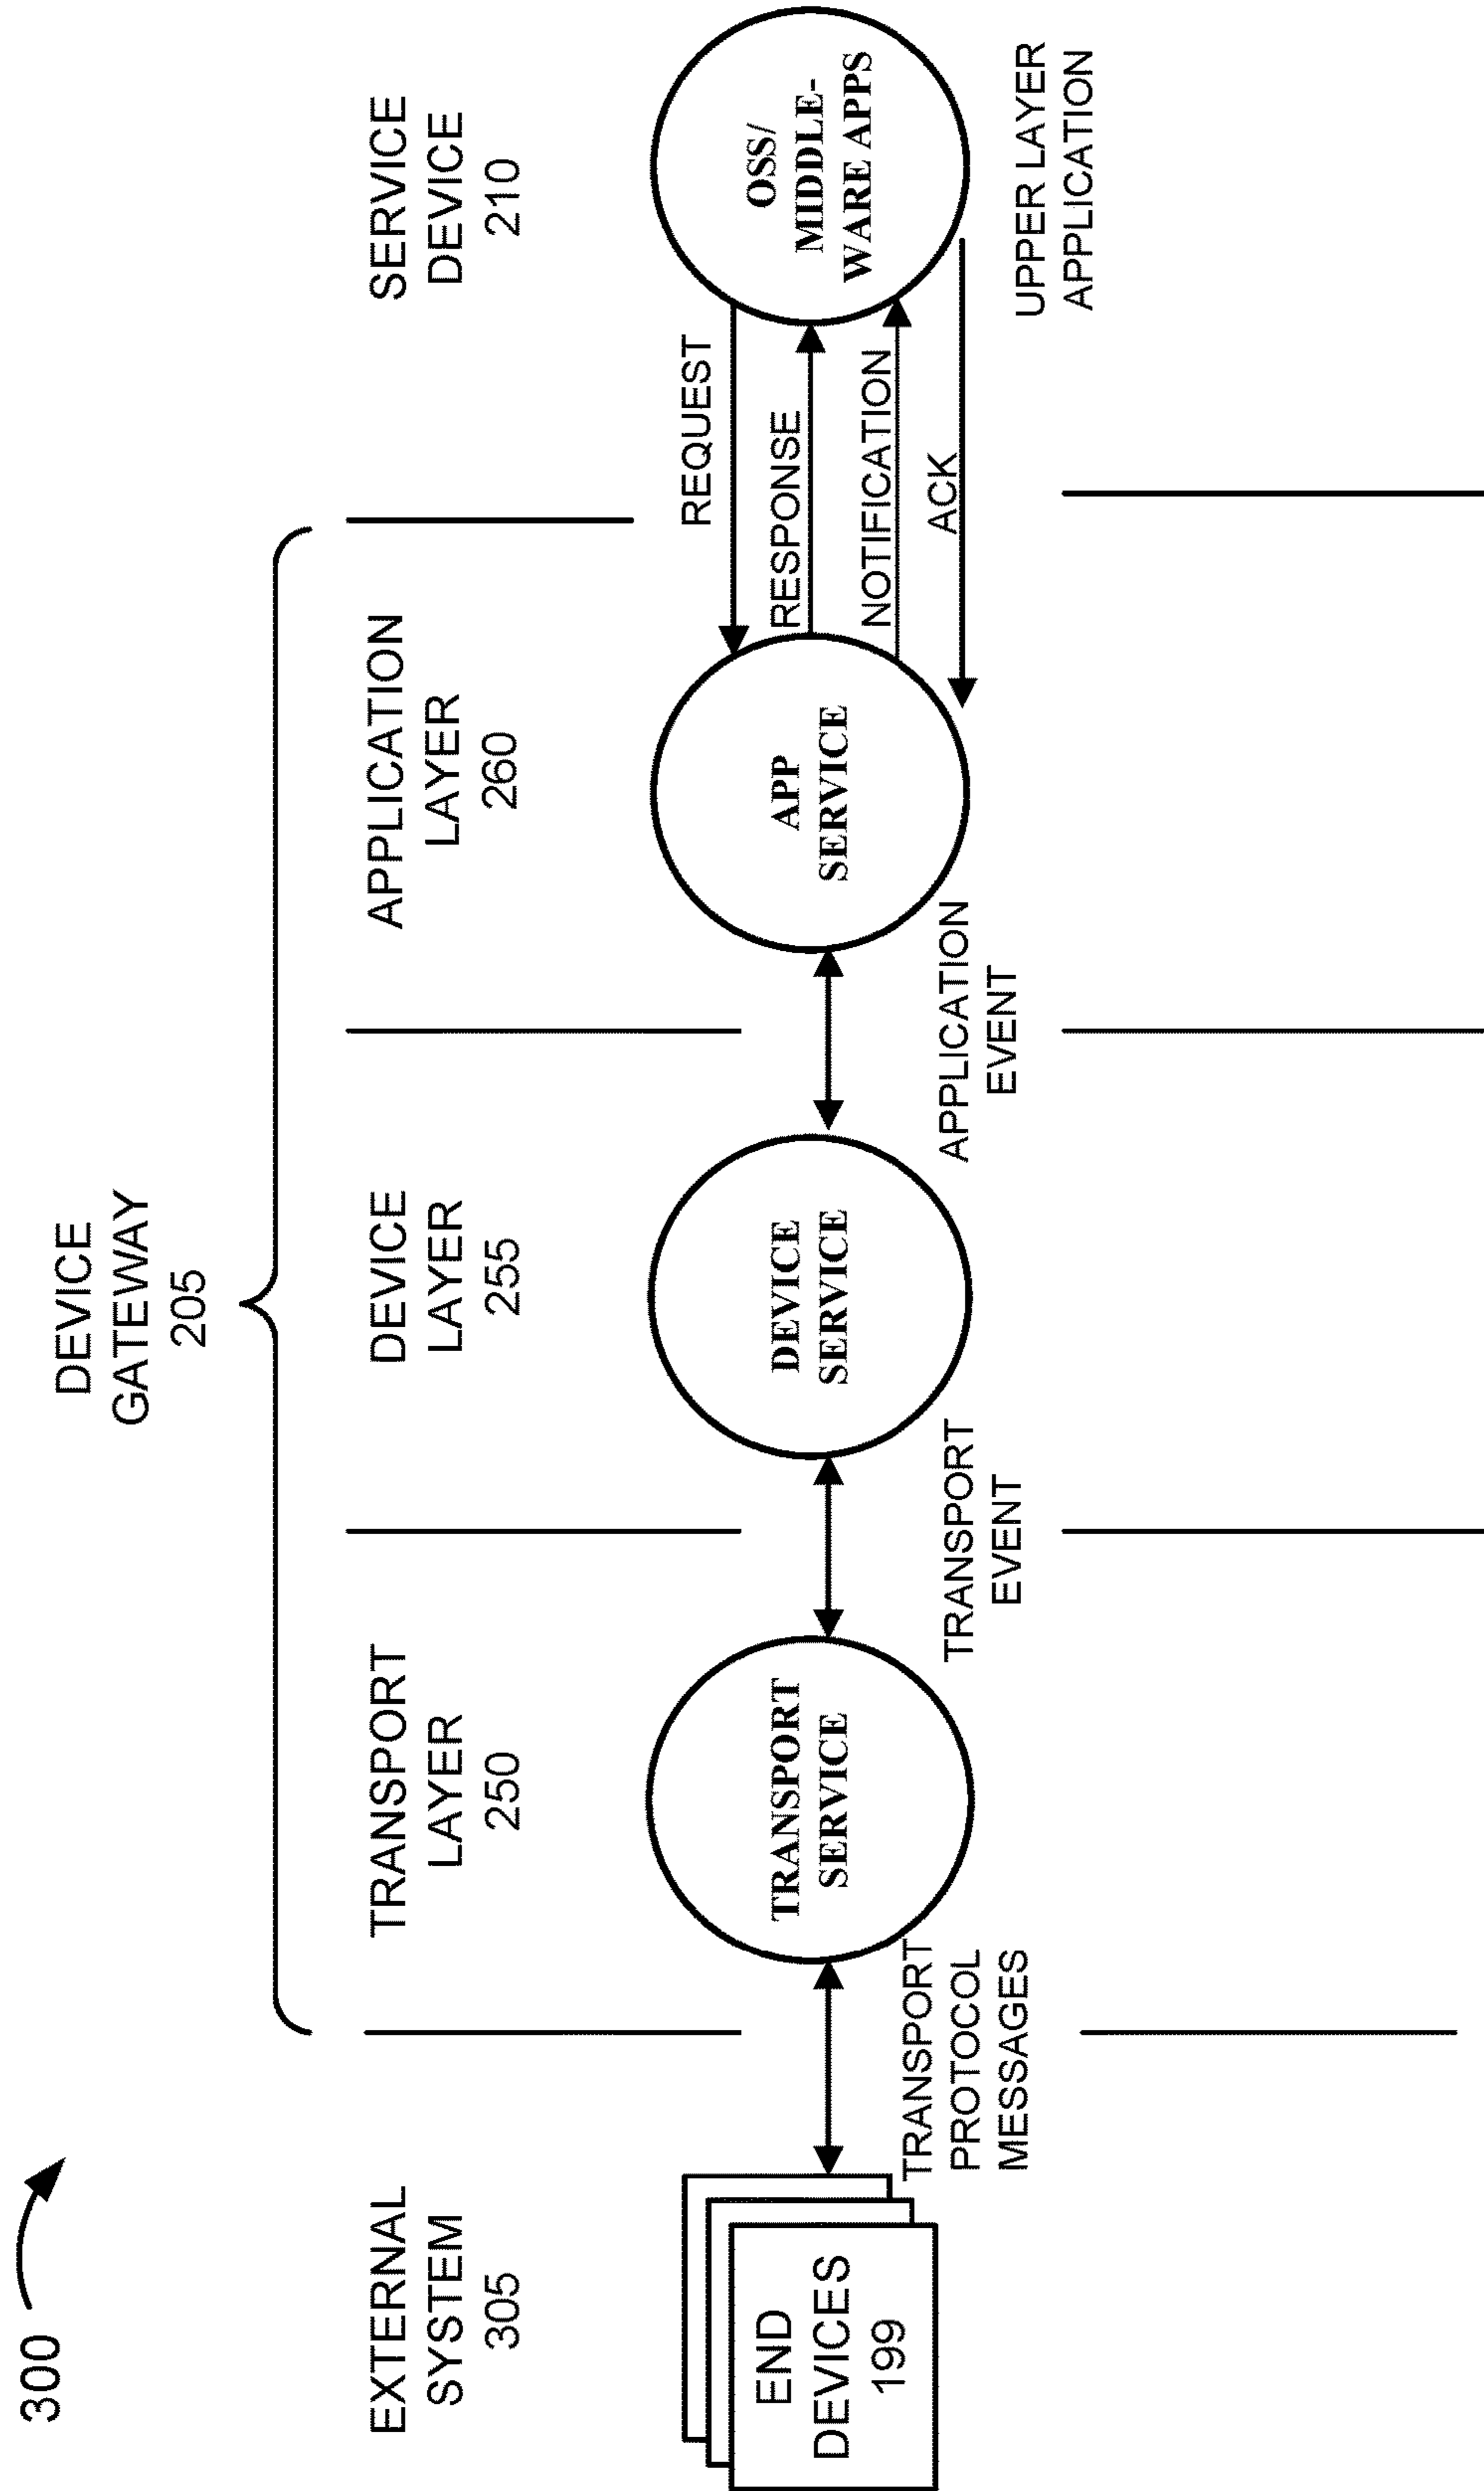 300
DEVICE
GATEWAY
205
EXTERNAL
SYSTEM
305
TRANSPORT
LAYER
250
DEVICE
LAYER
255
APPLICATION
LAYER
260
SERVICE
DEVICE
210
END
DEVICES
199
TRANSPORT
PROTOCOL
MESSAGES
TRANSPORT
SERVICE
TRANSPORT
EVENT
DEVICE
SERVICE
APPLICATION
EVENT
APP
SERVICE
REQUEST
RESPONSE
NOTIFICATION
ACK
OSS/
MIDDLE-
WARE APPS
UPPER LAYER
APPLICATION